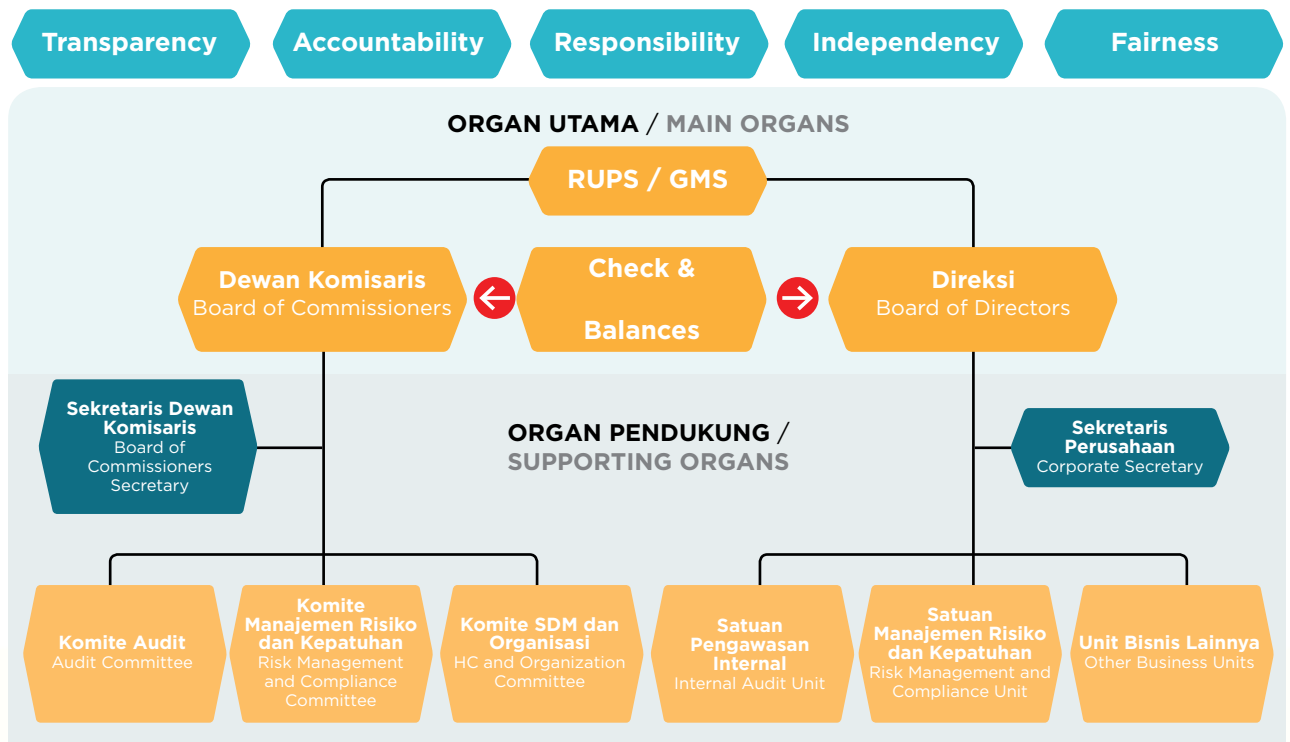 Transparency
Accountability
Responsibility
Independency
Fairness
ORGAN UTAMA / MAIN ORGANS
RUPS / GMS
Dewan Komisaris
Board of Commissioners
Check &
Balances
Direksi
Board of Directors
Sekretaris Dewan
Komisaris
Board of
Commissioners
Secretary
ORGAN PENDUKUNG /
SUPPORTING ORGANS
Sekretaris
Perusahaan
Corporate Secretary
Komite Audit
Audit Committee
Komite
Manajemen Risiko
dan Kepatuhan
Risk Management
and Compliance
Committee
Komite SDM dan
Organisasi
HC and Organization
Committee
Satuan
Pengawasan
Internal
Internal Audit Unit
Satuan
Manajemen Risiko
dan Kepatuhan
Risk Management and
Compliance Unit
Unit Bisnis Lainnya
Other Business Units